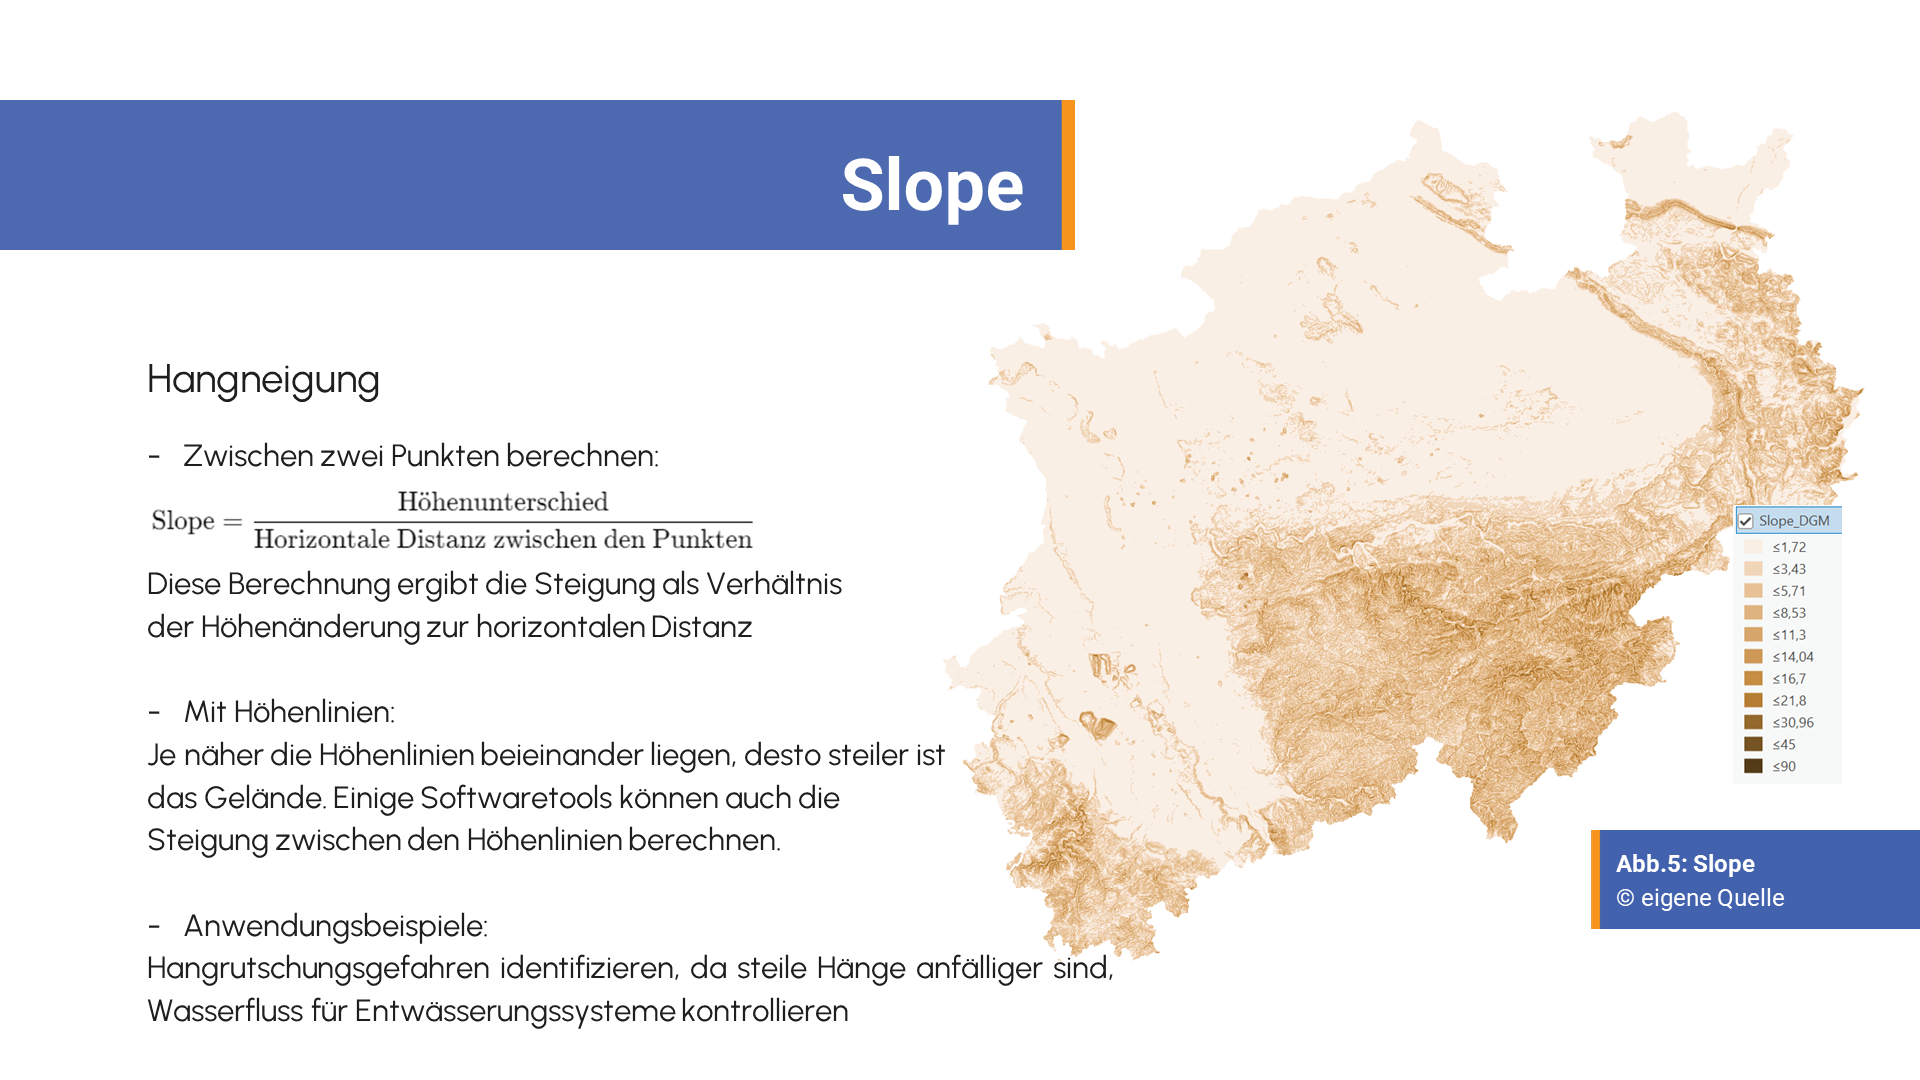 Slope
Hangneigung
- Zwischen zwei Punkten berechnen:
Slope = Höhenunterschied / Horizontale Distanz zwischen den Punkten
Diese Berechnung ergibt die Steigung als Verhältnis
der Höhenänderung zur horizontalen Distanz
- Mit Höhenlinien:
Je näher die Höhenlinien beieinander liegen, desto steiler ist
das Gelände. Einige Softwaretools können auch die
Steigung zwischen den Höhenlinien berechnen.
- Anwendungsbeispiele:
Hangrutschungsgefahren identifizieren, da steile Hänge anfälliger sind,
Wasserfluss für Entwässerungssysteme kontrollieren
Slope_DGM
≤1,72
≤3,43
≤5,71
≤8,53
≤11,3
≤14,04
≤16,7
≤21,8
≤30,96
≤45
≤90
Abb.5: Slope
© eigene Quelle